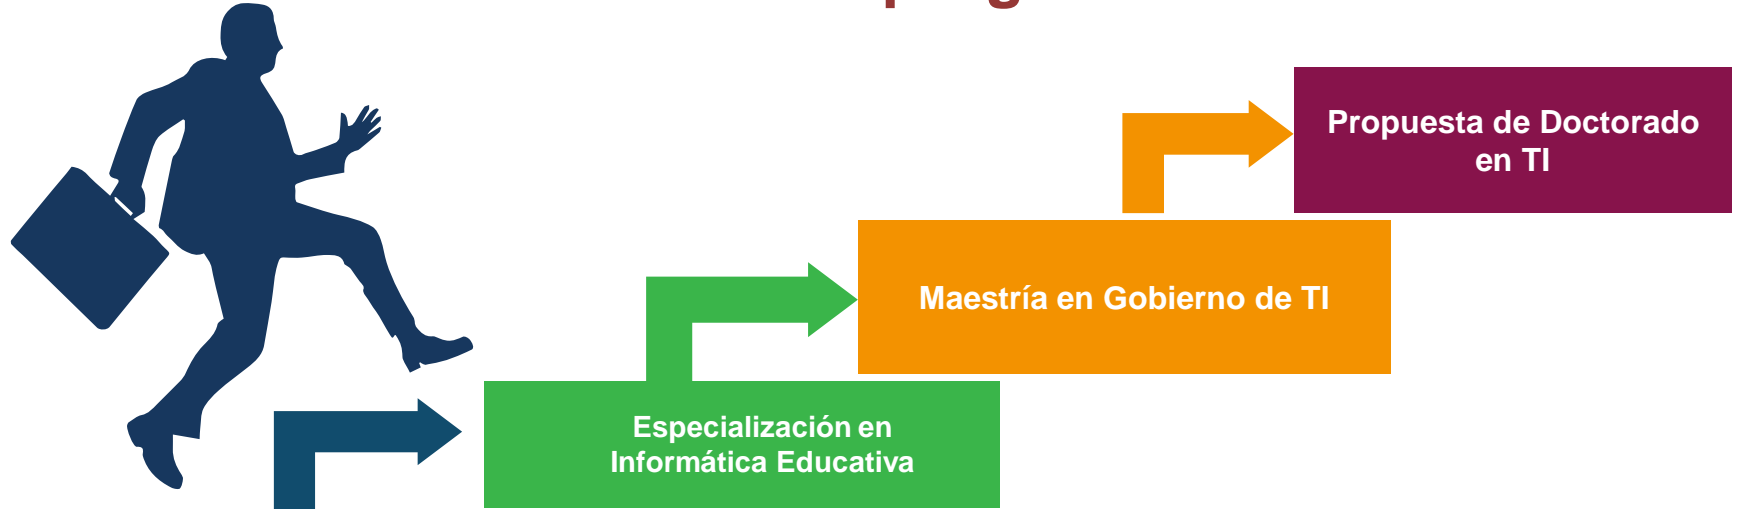 Propuesta de Doctorado
en TI
Maestría en Gobierno de TI
Especialización en
Informática Educativa